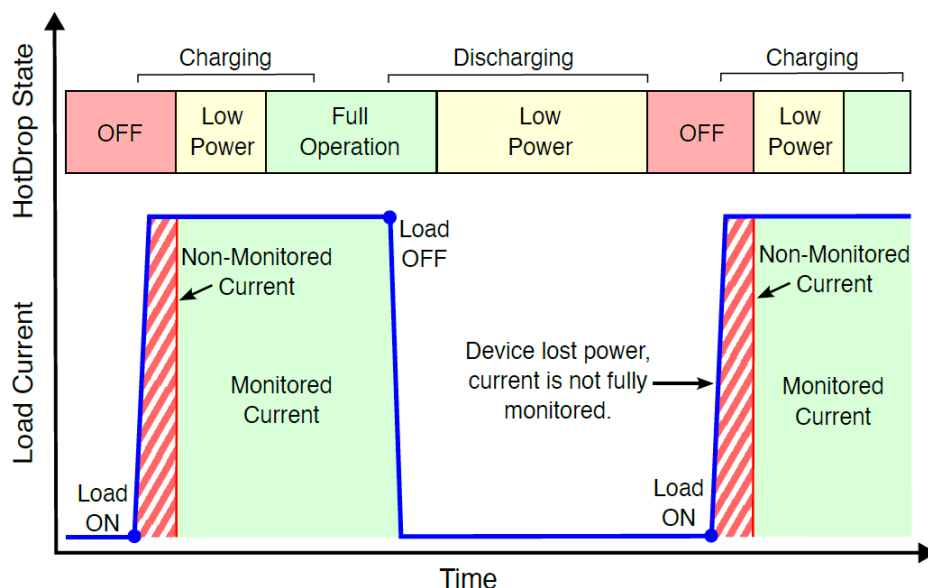 HotDrop State
Charging
Discharging
Charging
OFF
Low
Power
Full
Operation
Low
Power
OFF
Low
Power
Load Current
Load
OFF
Non-Monitored
Current
Non-Monitored
Current
Device lost power,
current is not fully
monitored.
Monitored
Current
Monitored
Current
Load
ON
Load
ON
Time